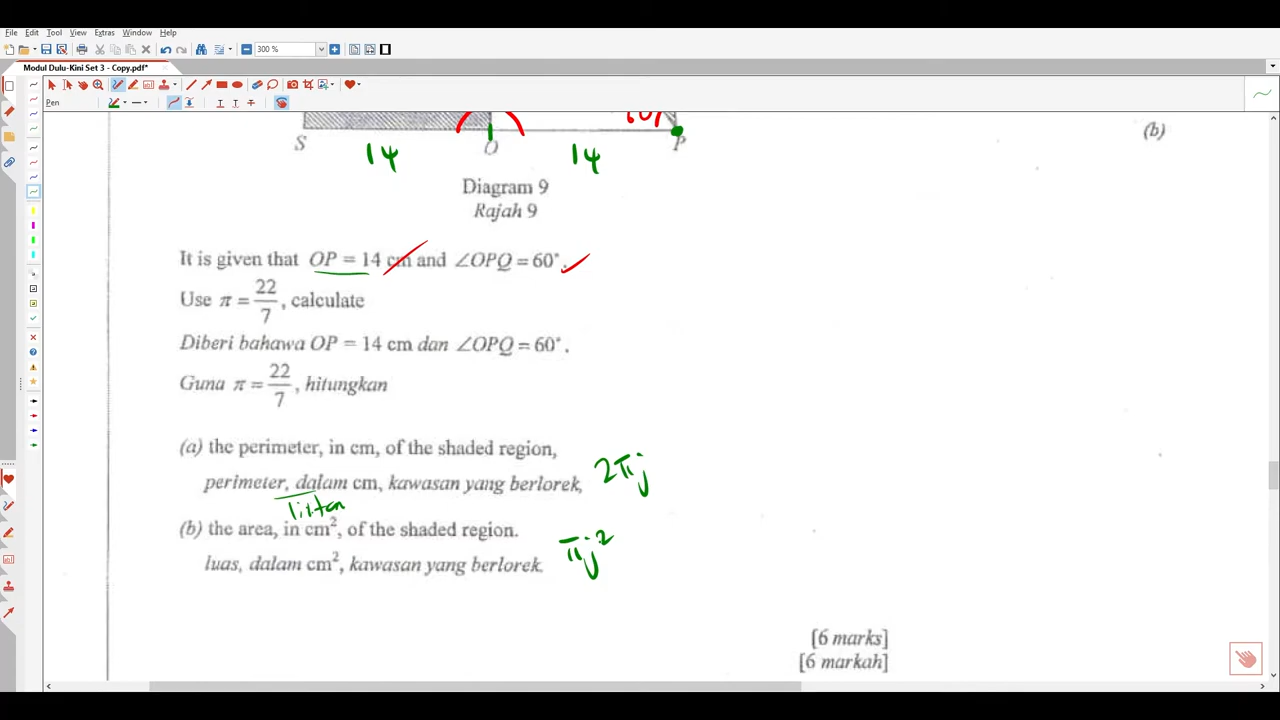 File Edit Tool View Extras Window Help
300 %
Modul Dulu-Kini Set 3 - Copy.pdf*
Pen
60
S O P (b)
14 14
Diagram 9
Rajah 9
It is given that OP = 14 cm and ∠OPQ = 60°.
Use π = 22/7, calculate
Diberi bahawa OP = 14 cm dan ∠OPQ = 60°.
Guna π = 22/7, hitungkan
(a) the perimeter, in cm, of the shaded region,
perimeter, dalam cm, kawasan yang berlorek, 2πj
(b) the area, in cm², of the shaded region.
luas, dalam cm², kawasan yang berlorek. πj²
[6 marks]
[6 markah]